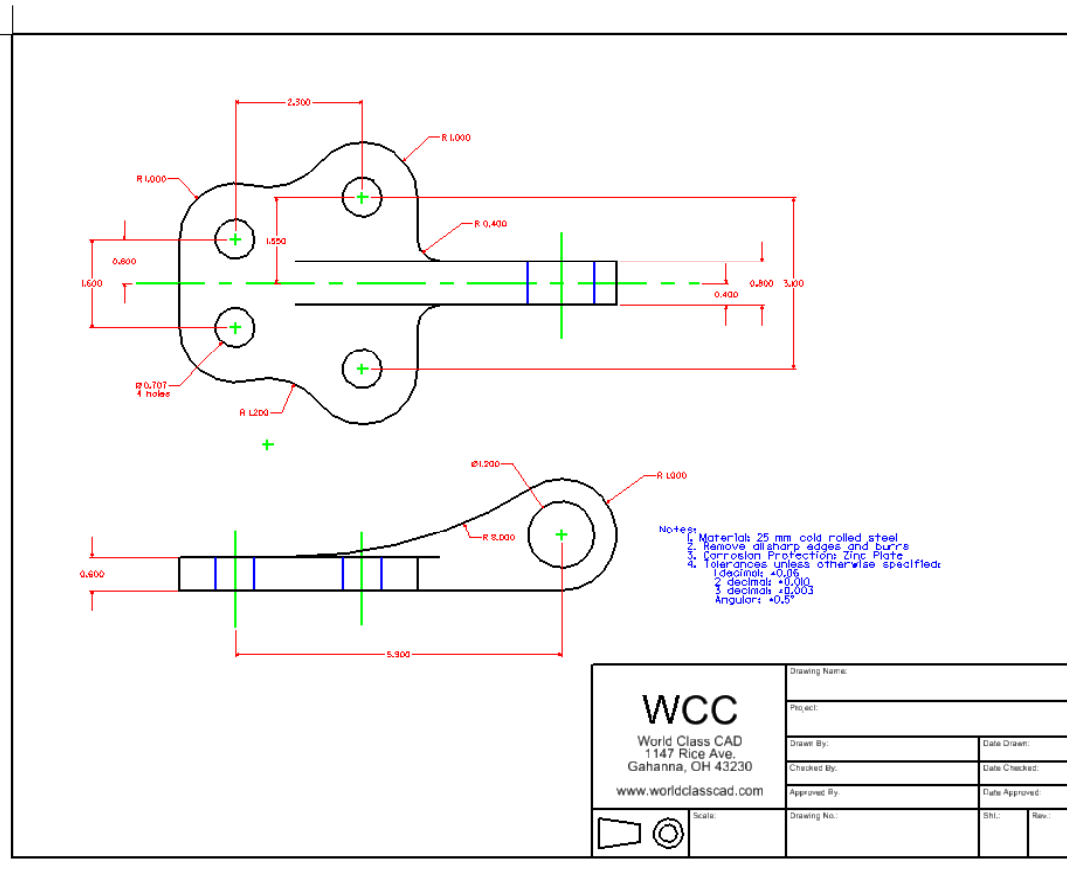 2.300
R 1.000
R 1.000
R 0.400
1.550
0.800
1.600
0.800
3.100
0.400
Ø 0.707
4 holes
R 1.200
Ø1.200
R 1.000
R 8.000
0.600
5.900
Notes:
1. Material: 25 mm cold rolled steel
2. Remove all sharp edges and burrs
3. Corrosion Protection: Zinc Plate
4. Tolerances unless otherwise specified:
1 decimal: ±0.06
2 decimal: ±0.010
3 decimal: ±0.003
Angular: ±0.5°
WCC
World Class CAD
1147 Rice Ave.
Gahanna, OH 43230
www.worldclasscad.com
Drawing Name:
Project:
Drawn By:
Date Drawn:
Checked By:
Date Checked:
Approved By:
Date Approved:
Scale:
Drawing No.:
Sht.:
Rev.: